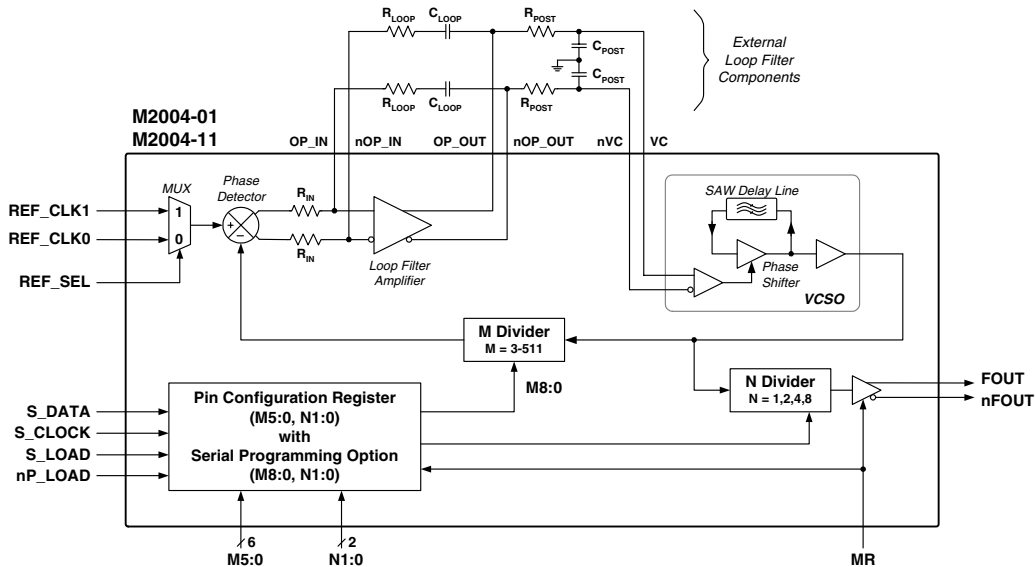 R_LOOP C_LOOP R_POST
C_POST
C_POST
R_LOOP C_LOOP R_POST
External
Loop Filter
Components
M2004-01
M2004-11
OP_IN nOP_IN OP_OUT nOP_OUT nVC VC
MUX
Phase
Detector
R_IN
R_IN
REF_CLK1
REF_CLK0
REF_SEL
1
0
+
−
Loop Filter
Amplifier
SAW Delay Line
Phase
Shifter
VCSO
M Divider
M = 3-511
M8:0
N Divider
N = 1,2,4,8
FOUT
nFOUT
S_DATA
S_CLOCK
S_LOAD
nP_LOAD
Pin Configuration Register
(M5:0, N1:0)
with
Serial Programming Option
(M8:0, N1:0)
6
2
M5:0 N1:0 MR